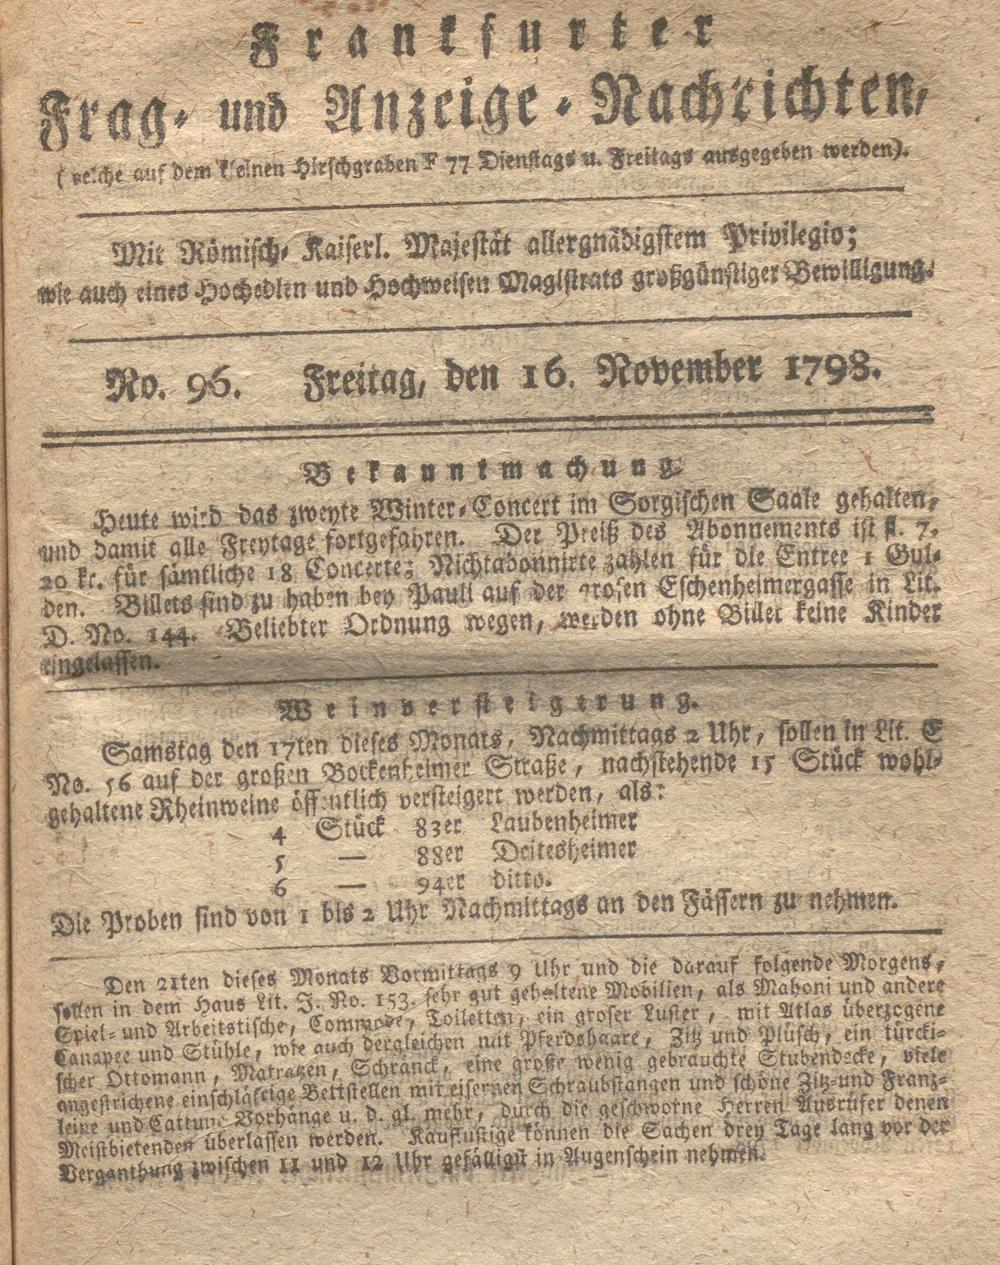 Frankfurter
Frag- und Anzeige-Nachrichten,
(welche auf dem kleinen Hirschgraben F 77 Dienstags u. Freitags ausgegeben werden).
Mit Römisch-Kaiserl. Majestät allergnädigstem Privilegio;
wie auch eines Hochedlen und Hochweisen Magistrats großgünstiger Bewilligung.
No. 96. Freitag, den 16. November 1798.
Bekanntmachung.
Heute wird das zweyte Winter-Concert im Sorgischen Saale gehalten,
und damit alle Freytage fortgefahren. Der Preiß des Abonnements ist fl. 7.
20 kr. für sämtliche 18 Concerte; Nichtabonnirte zahlen für die Entree 1 Gul-
den. Billets sind zu haben bey Pauli auf der grosen Eschenheimergasse in Lit.
D. No. 144. Beliebter Ordnung wegen, werden ohne Billet keine Kinder
eingelassen.
Weinversteigerung.
Samstag den 17ten dieses Monats, Nachmittags 2 Uhr, sollen in Lit. E
No. 56 auf der großen Bockenheimer Straße, nachstehende 15 Stück wohl-
gehaltene Rheinweine öffentlich versteigert werden, als:
4 Stück 83er Laubenheimer
5 — 88er Deitesheimer
6 — 94er ditto.
Die Proben sind von 1 bis 2 Uhr Nachmittags an den Fässern zu nehmen.
Den 21ten dieses Monats Vormittags 9 Uhr und die darauf folgende Morgens,
sollen in dem Haus Lit. J. No. 153. sehr gut gehaltene Mobilien, als Mahoni und andere
Spiel- und Arbeitstische, Commode, Toiletten, ein groser Luster, mit Atlas überzogene
Canapee und Stühle, wie auch dergleichen mit Pferdshaare, Zitz und Plüsch, ein türcki-
scher Ottomann, Matratzen, Schränck, eine große wenig gebrauchte Stubendecke, viele
angestrichene einschläfrige Bettstellen mit eisernen Schraubstangen und schöne Zitz-und Franz-
leine und Cattune Vorhänge u. d. gl. mehr, durch die geschworne Herren Ausrufer denen
Meistbietenden überlassen werden. Kauflustige können die Sachen drey Tage lang vor der
Verganthung zwischen 11 und 12 Uhr gefälligst in Augenschein nehmen.